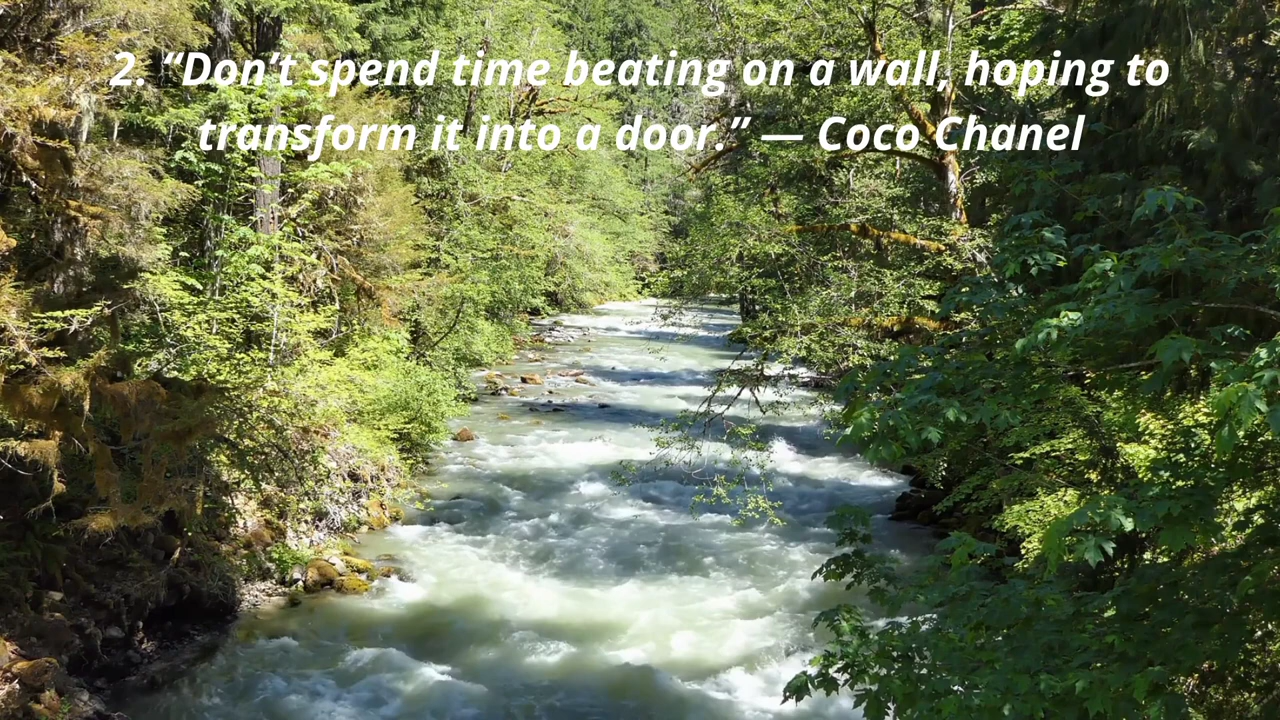 2. “Don’t spend time beating on a wall, hoping to
transform it into a door.” — Coco Chanel